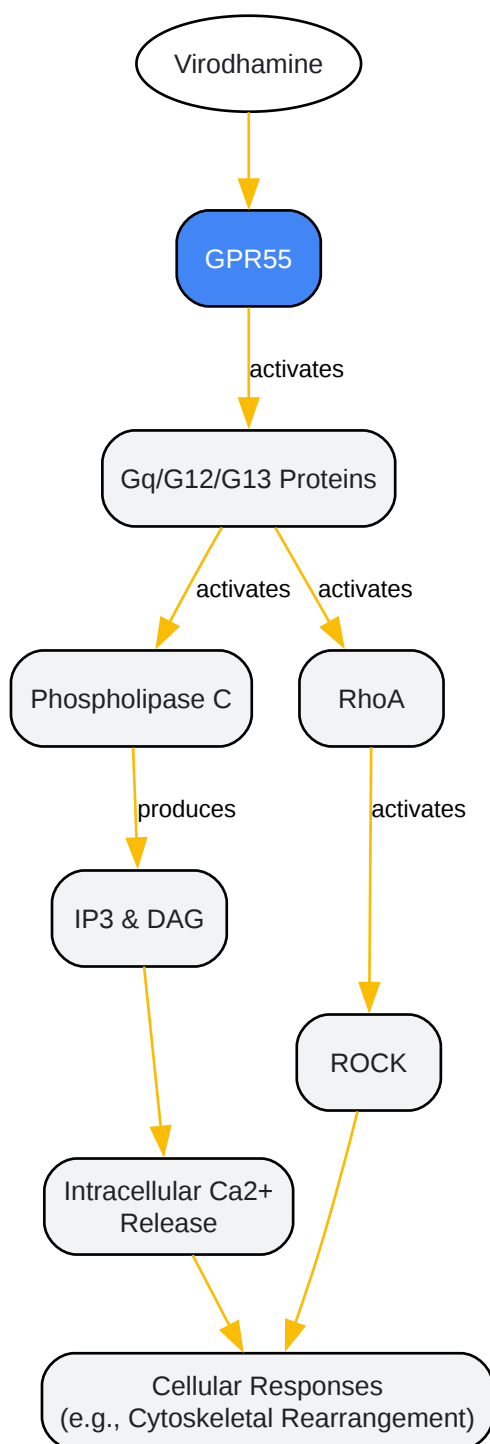 Virodhamine
GPR55
activates
Gq/G12/G13 Proteins
activates
activates
Phospholipase C
RhoA
produces
activates
IP3 & DAG
ROCK
Intracellular Ca2+
Release
Cellular Responses
(e.g., Cytoskeletal Rearrangement)